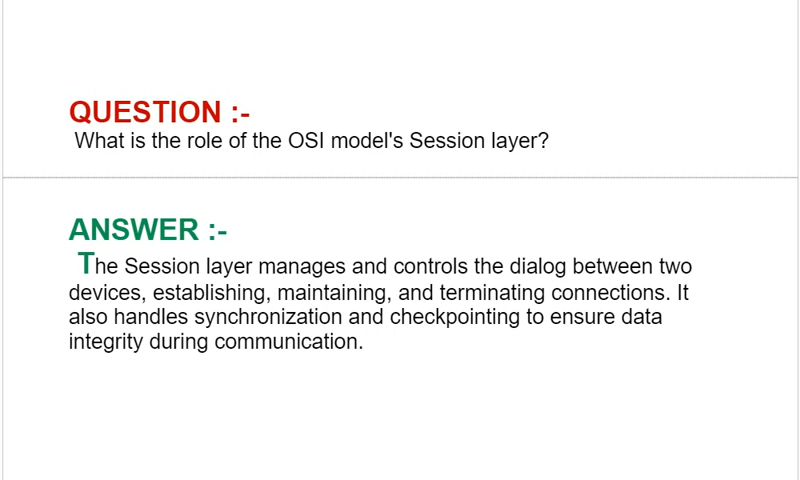 QUESTION :-
What is the role of the OSI model's Session layer?
ANSWER :-
The Session layer manages and controls the dialog between two
devices, establishing, maintaining, and terminating connections. It
also handles synchronization and checkpointing to ensure data
integrity during communication.